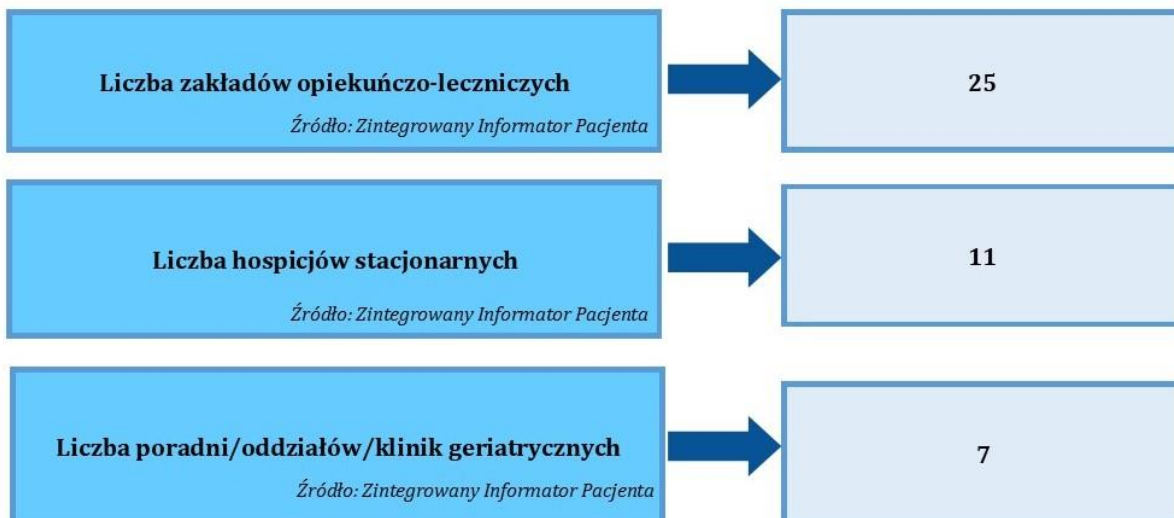 Liczba zakładów opiekuńczo-leczniczych
Źródło: Zintegrowany Informator Pacjenta
25
Liczba hospicjów stacjonarnych
Źródło: Zintegrowany Informator Pacjenta
11
Liczba poradni/oddziałów/klinik geriatrycznych
Źródło: Zintegrowany Informator Pacjenta
7